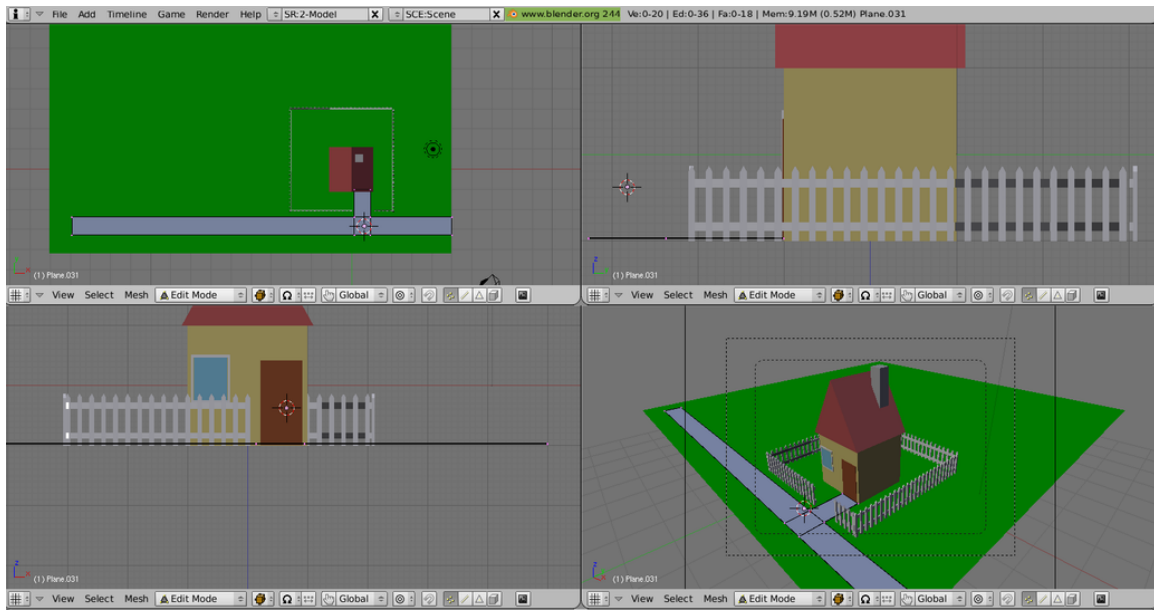 File Add Timeline Game Render Help SR:2-Model X SCE:Scene X www.blender.org 244 Ve:0-20 | Ed:0-36 | Fa:0-18 | Mem:9.19M (0.52M) Plane.031
(1) Plane.031
(1) Plane.031
View Select Mesh Edit Mode Global
View Select Mesh Edit Mode Global
(1) Plane.031
(1) Plane.031
View Select Mesh Edit Mode Global
View Select Mesh Edit Mode Global